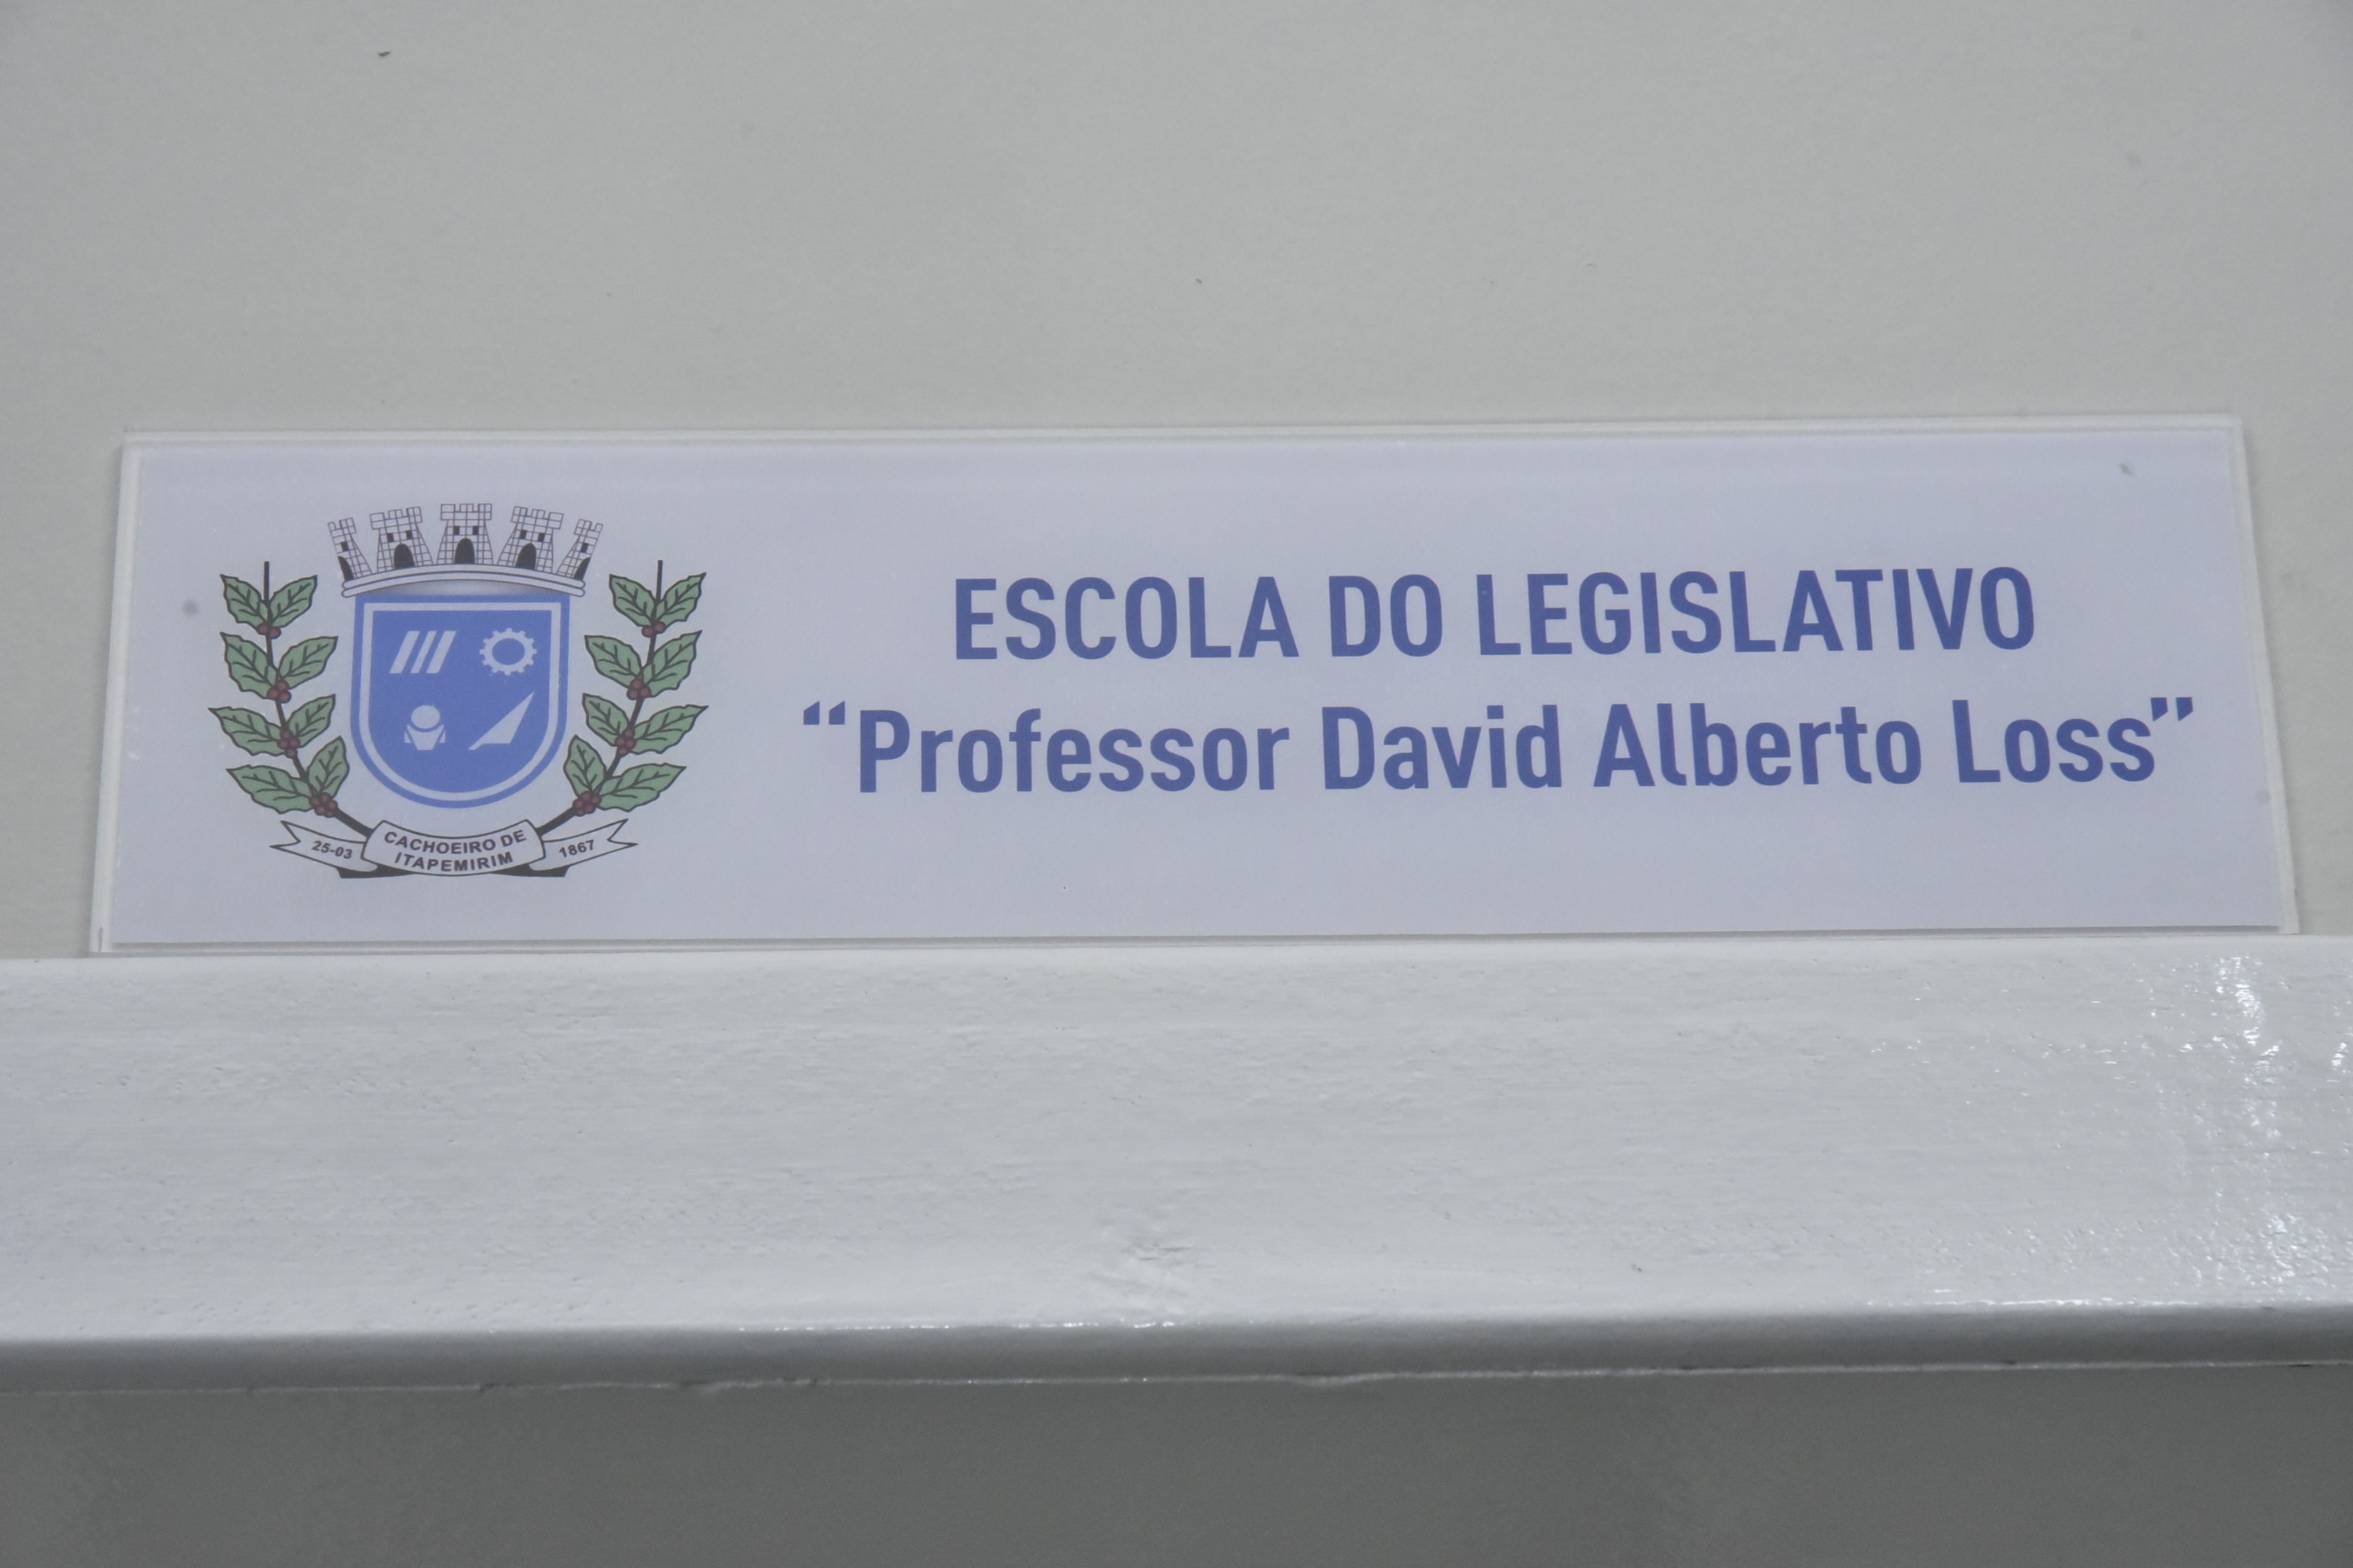 ESCOLA DO LEGISLATIVO
“Professor David Alberto Loss”
25-03
CACHOEIRO DE
ITAPEMIRIM
1867